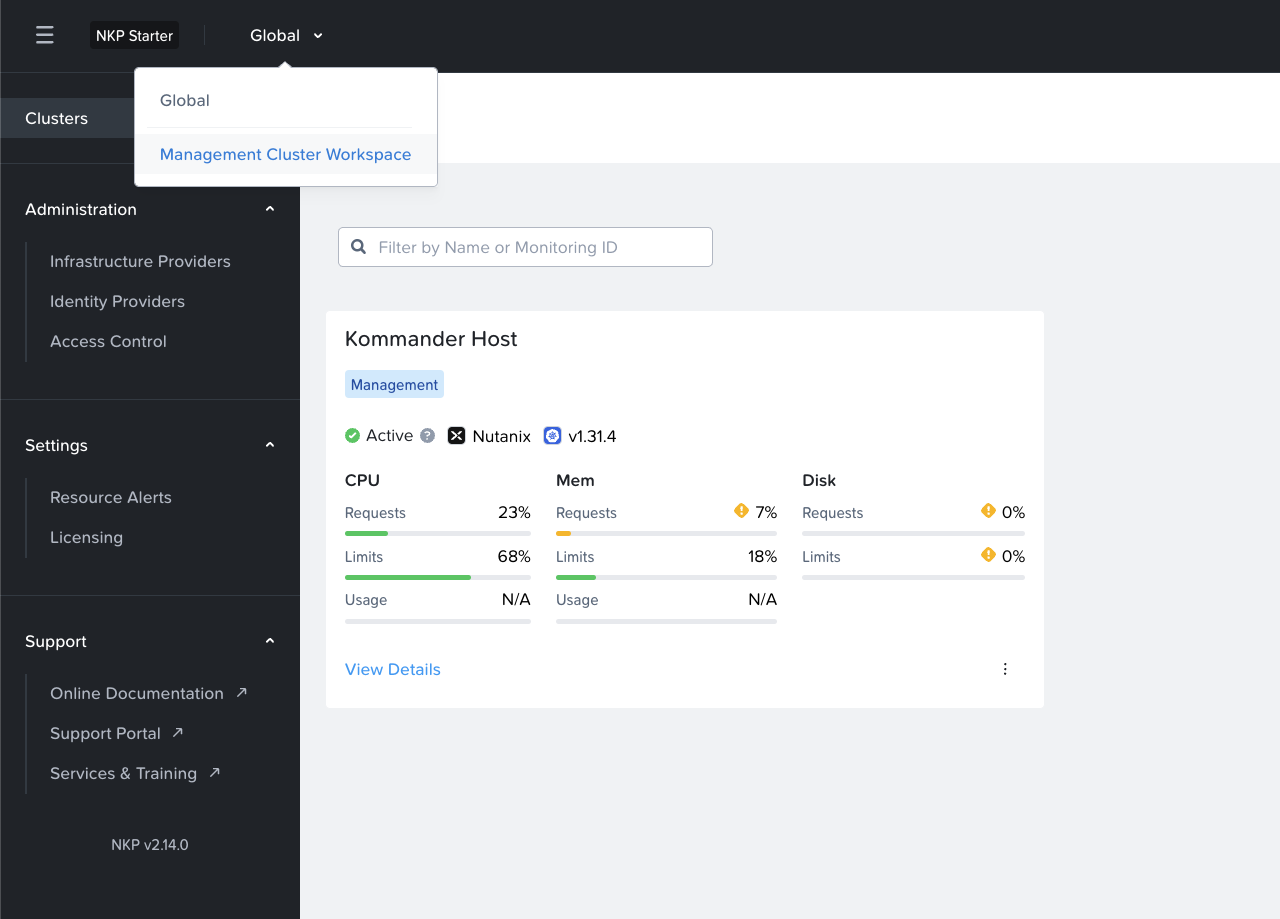 NKP Starter
Global
Global
Management Cluster Workspace
Clusters
Administration
Infrastructure Providers
Identity Providers
Access Control
Settings
Resource Alerts
Licensing
Support
Online Documentation
Support Portal
Services & Training
NKP v2.14.0
Filter by Name or Monitoring ID
Kommander Host
Management
Active Nutanix v1.31.4
CPU
Requests 23%
Limits 68%
Usage N/A
Mem
Requests 7%
Limits 18%
Usage N/A
Disk
Requests 0%
Limits 0%
View Details